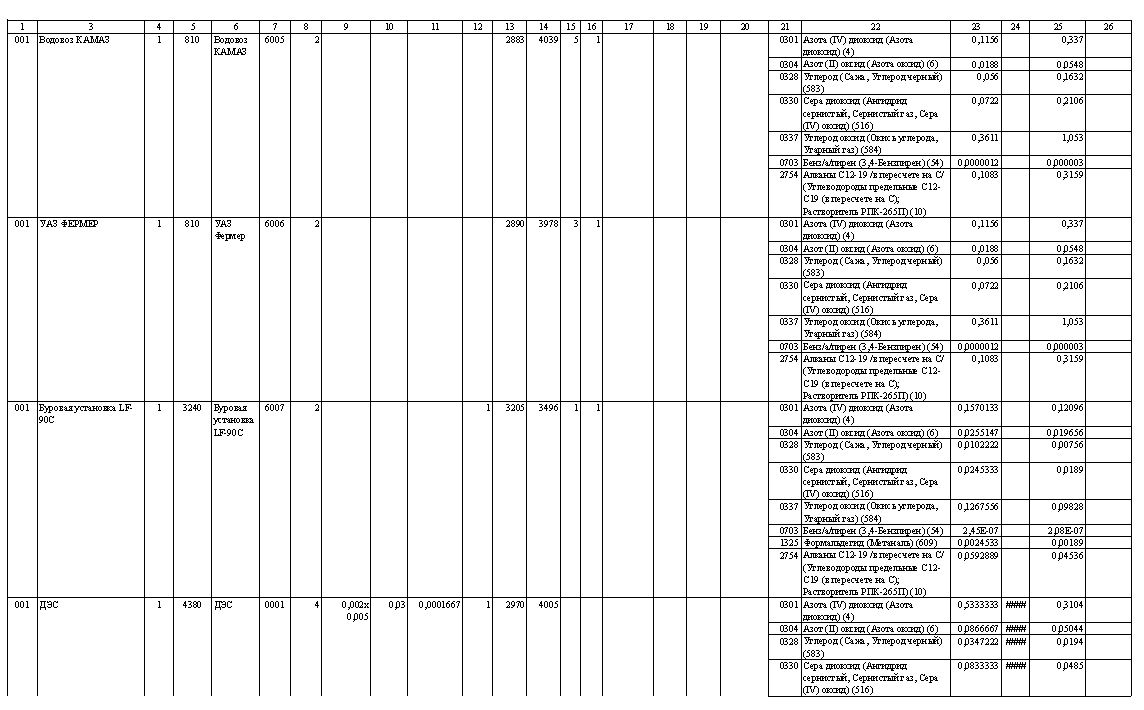 1 3 4 5 6 7 8 9 10 11 12 13 14 15 16 17 18 19 20 21 22 23 24 25 26
001 Водовоз КАМАЗ 1 810 Водовоз 6005 2 2883 4039 5 1 0301 Азота (IV) диоксид (Азота 0,1156 0,337
КАМАЗ диоксид) (4)
0304 Азот (II) оксид (Азота оксид) (6) 0,0188 0,0548
0328 Углерод (Сажа, Углерод черный) 0,056 0,1632
(583)
0330 Сера диоксид (Ангидрид 0,0722 0,2106
сернистый, Сернистый газ, Сера
(IV) оксид) (516)
0337 Углерод оксид (Окись углерода, 0,3611 1,053
Угарный газ) (584)
0703 Бенз/а/пирен (3,4-Бензпирен) (54) 0,0000012 0,000003
2754 Алканы С12-19 /в пересчете на С/ 0,1083 0,3159
(Углеводороды предельные С12-
С19 (в пересчете на С);
Растворитель РПК-265П) (10)
001 УАЗ ФЕРМЕР 1 810 УАЗ 6006 2 2890 3978 3 1 0301 Азота (IV) диоксид (Азота 0,1156 0,337
Фермер диоксид) (4)
0304 Азот (II) оксид (Азота оксид) (6) 0,0188 0,0548
0328 Углерод (Сажа, Углерод черный) 0,056 0,1632
(583)
0330 Сера диоксид (Ангидрид 0,0722 0,2106
сернистый, Сернистый газ, Сера
(IV) оксид) (516)
0337 Углерод оксид (Окись углерода, 0,3611 1,053
Угарный газ) (584)
0703 Бенз/а/пирен (3,4-Бензпирен) (54) 0,0000012 0,000003
2754 Алканы С12-19 /в пересчете на С/ 0,1083 0,3159
(Углеводороды предельные С12-
С19 (в пересчете на С);
Растворитель РПК-265П) (10)
001 Буровая установка LF- 1 3240 Буровая 6007 2 1 3205 3496 1 1 0301 Азота (IV) диоксид (Азота 0,1570133 0,12096
90С установка диоксид) (4)
LF-90С 0304 Азот (II) оксид (Азота оксид) (6) 0,0255147 0,019656
0328 Углерод (Сажа, Углерод черный) 0,0102222 0,00756
(583)
0330 Сера диоксид (Ангидрид 0,0245333 0,0189
сернистый, Сернистый газ, Сера
(IV) оксид) (516)
0337 Углерод оксид (Окись углерода, 0,1267556 0,09828
Угарный газ) (584)
0703 Бенз/а/пирен (3,4-Бензпирен) (54) 2,45E-07 2,08E-07
1325 Формальдегид (Метаналь) (609) 0,0024533 0,00189
2754 Алканы С12-19 /в пересчете на С/ 0,0592889 0,04536
(Углеводороды предельные С12-
С19 (в пересчете на С);
Растворитель РПК-265П) (10)
001 ДЭС 1 4380 ДЭС 0001 4 0,002х 0,03 0,0001667 1 2970 4005 0301 Азота (IV) диоксид (Азота 0,5333333 #### 0,3104
0,005 диоксид) (4)
0304 Азот (II) оксид (Азота оксид) (6) 0,0866667 #### 0,05044
0328 Углерод (Сажа, Углерод черный) 0,0347222 #### 0,0194
(583)
0330 Сера диоксид (Ангидрид 0,0833333 #### 0,0485
сернистый, Сернистый газ, Сера
(IV) оксид) (516)